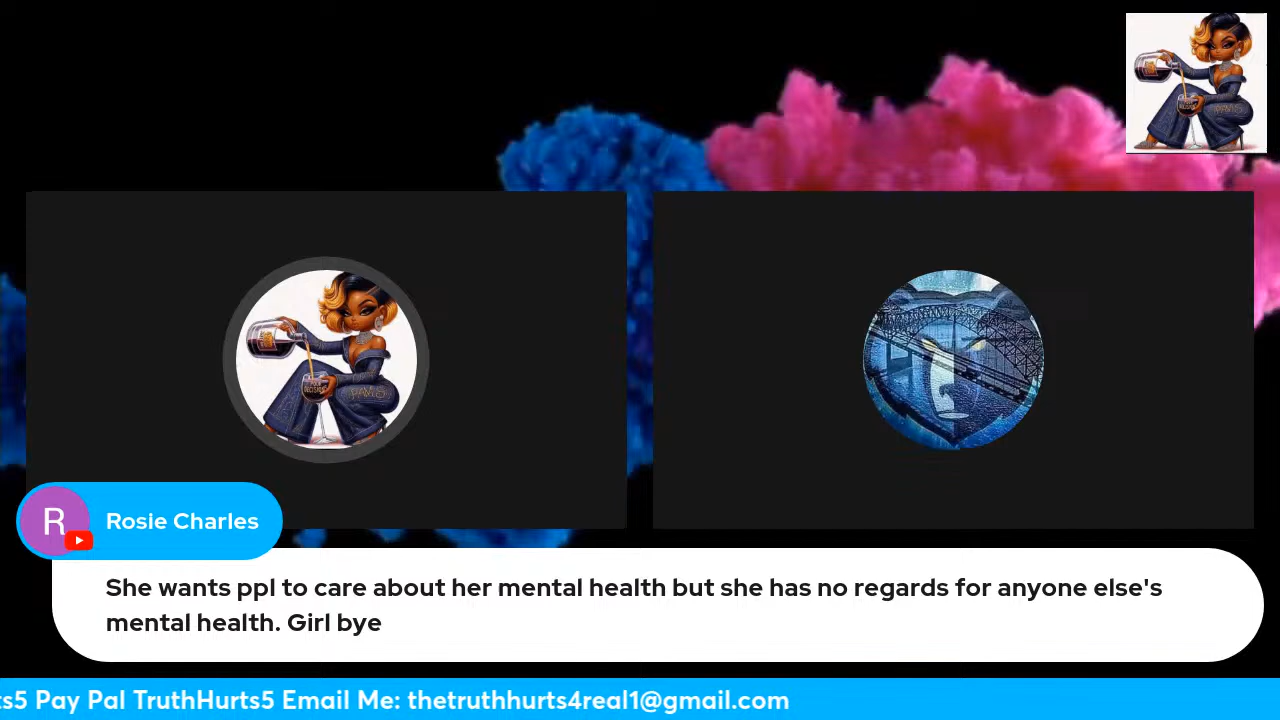 R
Rosie Charles
She wants ppl to care about her mental health but she has no regards for anyone else's
mental health. Girl bye
ts5 Pay Pal TruthHurts5 Email Me: thetruthhurts4real1@gmail.com